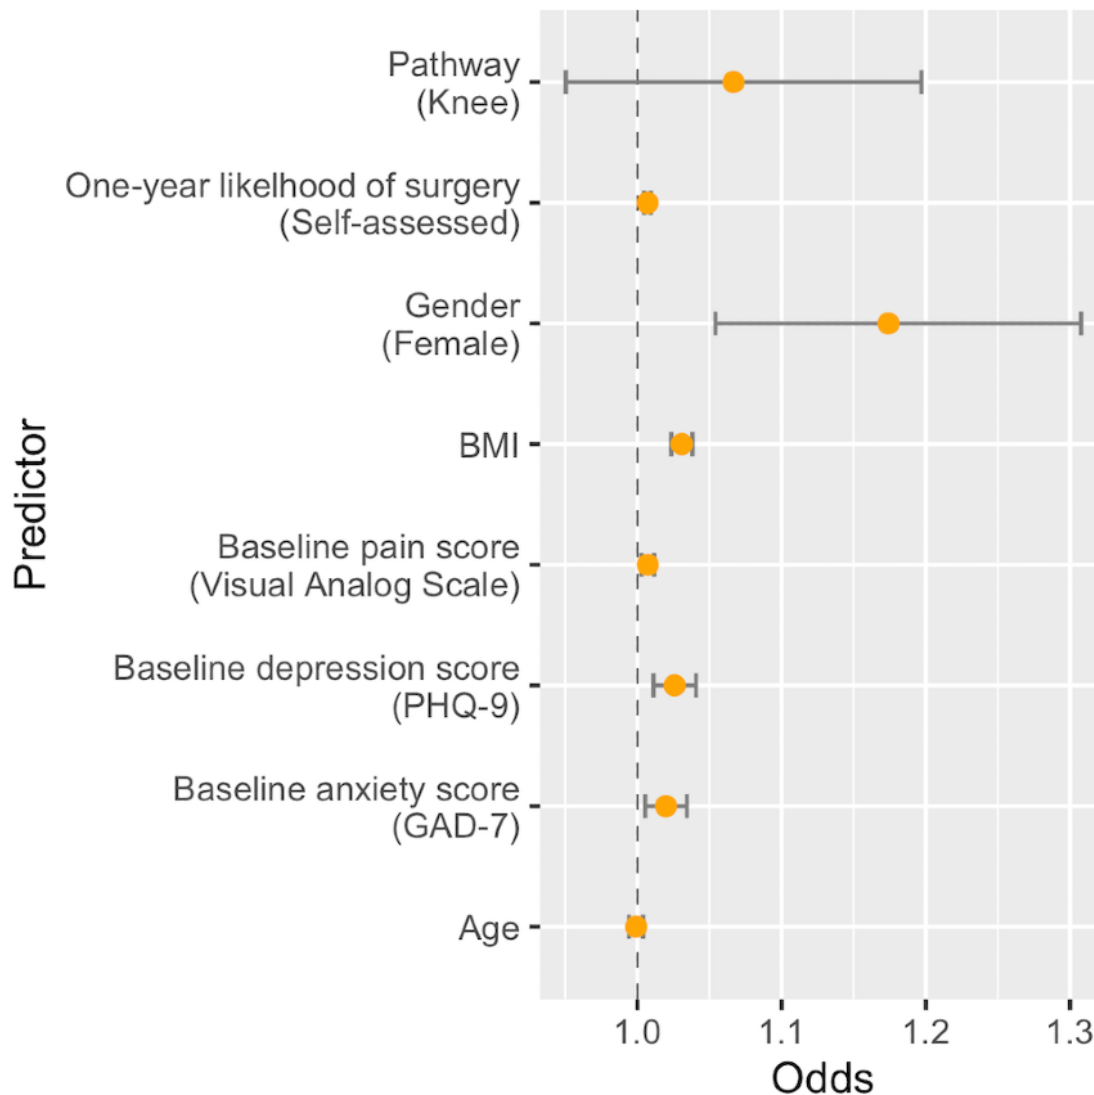 Pathway
(Knee)
One-year likelhood of surgery
(Self-assessed)
Gender
(Female)
BMI
Baseline pain score
(Visual Analog Scale)
Baseline depression score
(PHQ-9)
Baseline anxiety score
(GAD-7)
Age
Predictor
1.0 1.1 1.2 1.3
Odds